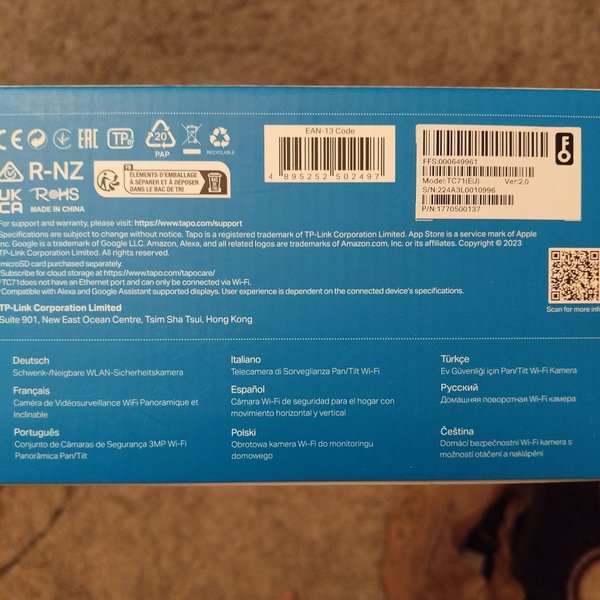 CE
EAC
TP
20
PAP
RECYCLABLE
EAN-13 Code
4 895252 502497
FFS:000649961
Model:TC71(EU) Ver:2.0
S/N:224A3L0010996
P/N:1770500137
R-NZ
FR
ÉLÉMENTS D'EMBALLAGE
À SÉPARER ET À DÉPOSER
DANS LE BAC DE TRI
UK
CA
RoHS
MADE IN CHINA
For support and warranty, please visit: https://www.tapo.com/support
Specifications are subject to change without notice. Tapo is a registered trademark of TP-Link Corporation Limited. App Store is a service mark of Apple
Inc. Google is a trademark of Google LLC. Amazon, Alexa, and all related logos are trademarks of Amazon.com, Inc. or its affiliates. Copyright © 2023
TP-Link Corporation Limited. All rights reserved.
microSD card purchased separately.
Subscribe for cloud storage at https://www.tapo.com/tapocare/
TC71 does not have an Ethernet port and can only be connected via Wi-Fi.
Compatible with Alexa and Google Assistant supported displays. User experience is dependent on the connected device's specifications.
Scan for more info
TP-Link Corporation Limited
Suite 901, New East Ocean Centre, Tsim Sha Tsui, Hong Kong
Deutsch
Schwenk-/Neigbare WLAN-Sicherheitskamera
Italiano
Telecamera di Sorveglianza Pan/Tilt Wi-Fi
Türkçe
Ev Güvenliği için Pan/Tilt Wi-Fi Kamera
Français
Caméra de Vidéosurveillance WiFi Panoramique et
Inclinable
Español
Cámara Wi-Fi de seguridad para el hogar con
movimiento horizontal y vertical
Русский
Домашняя поворотная Wi-Fi камера
Português
Conjunto de Câmaras de Segurança 3MP Wi-Fi
Panorâmica Pan/Tilt
Polski
Obrotowa kamera Wi-Fi do monitoringu
domowego
Čeština
Domácí bezpečnostní Wi-Fi kamera s
možností otáčení a naklápění